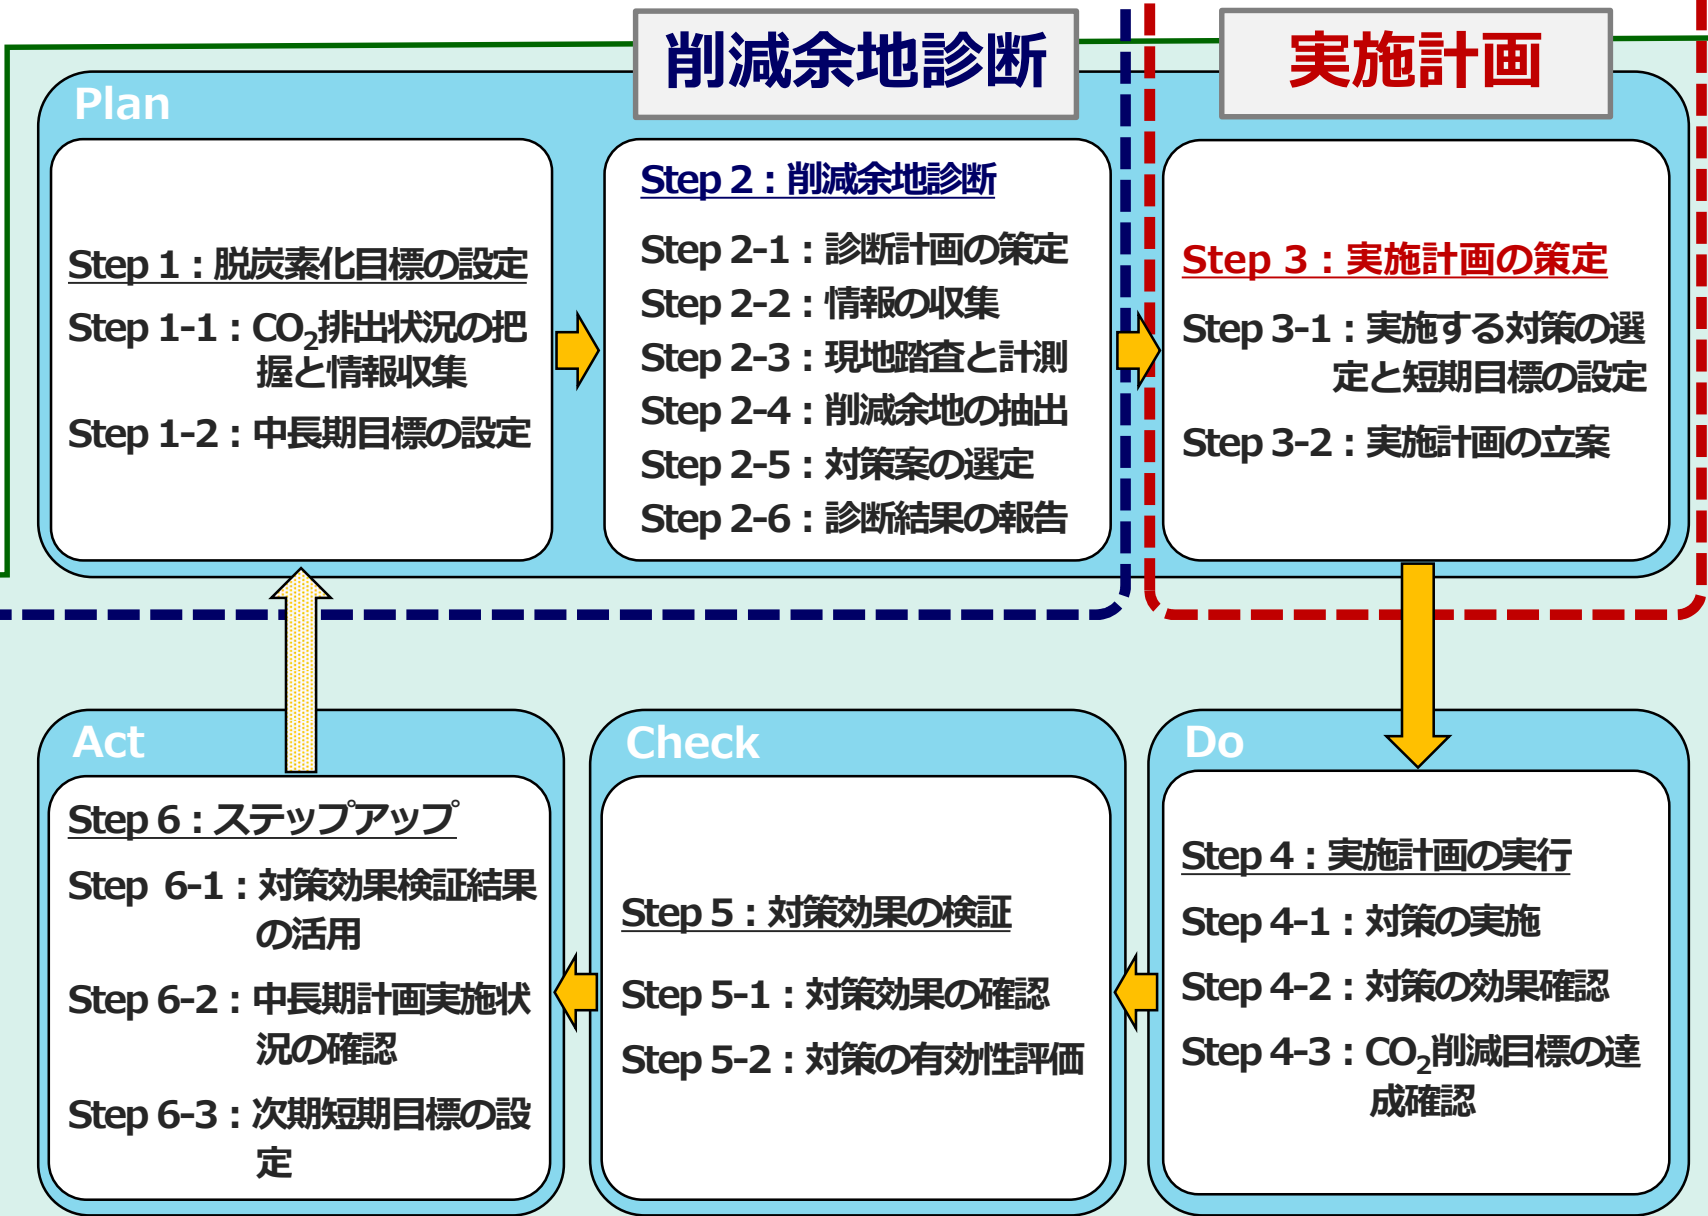 削減余地診断
実施計画
Plan
Step 1：脱炭素化目標の設定
Step 1-1：CO₂排出状況の把
握と情報収集
Step 1-2：中長期目標の設定
Step 2：削減余地診断
Step 2-1：診断計画の策定
Step 2-2：情報の収集
Step 2-3：現地踏査と計測
Step 2-4：削減余地の抽出
Step 2-5：対策案の選定
Step 2-6：診断結果の報告
Step 3：実施計画の策定
Step 3-1：実施する対策の選
定と短期目標の設定
Step 3-2：実施計画の立案
Act
Step 6：ステップアップ
Step 6-1：対策効果検証結果
の活用
Step 6-2：中長期計画実施状
況の確認
Step 6-3：次期短期目標の設
定
Check
Step 5：対策効果の検証
Step 5-1：対策効果の確認
Step 5-2：対策の有効性評価
Do
Step 4：実施計画の実行
Step 4-1：対策の実施
Step 4-2：対策の効果確認
Step 4-3：CO₂削減目標の達
成確認